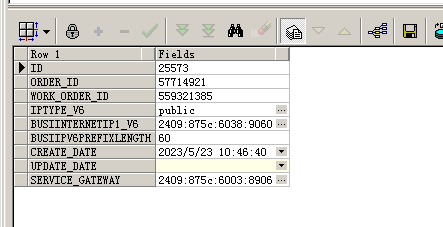 Row 1 Fields
ID 25573
ORDER_ID 57714921
WORK_ORDER_ID 559321385
IPTYPE_V6 public ...
BUSIINTERNETIP1_V6 2409:875c:6038:9060 ...
BUSIIPV6PREFIXLENGTH 60
CREATE_DATE 2023/5/23 10:46:40
UPDATE_DATE
SERVICE_GATEWAY 2409:875c:6003:8906 ...